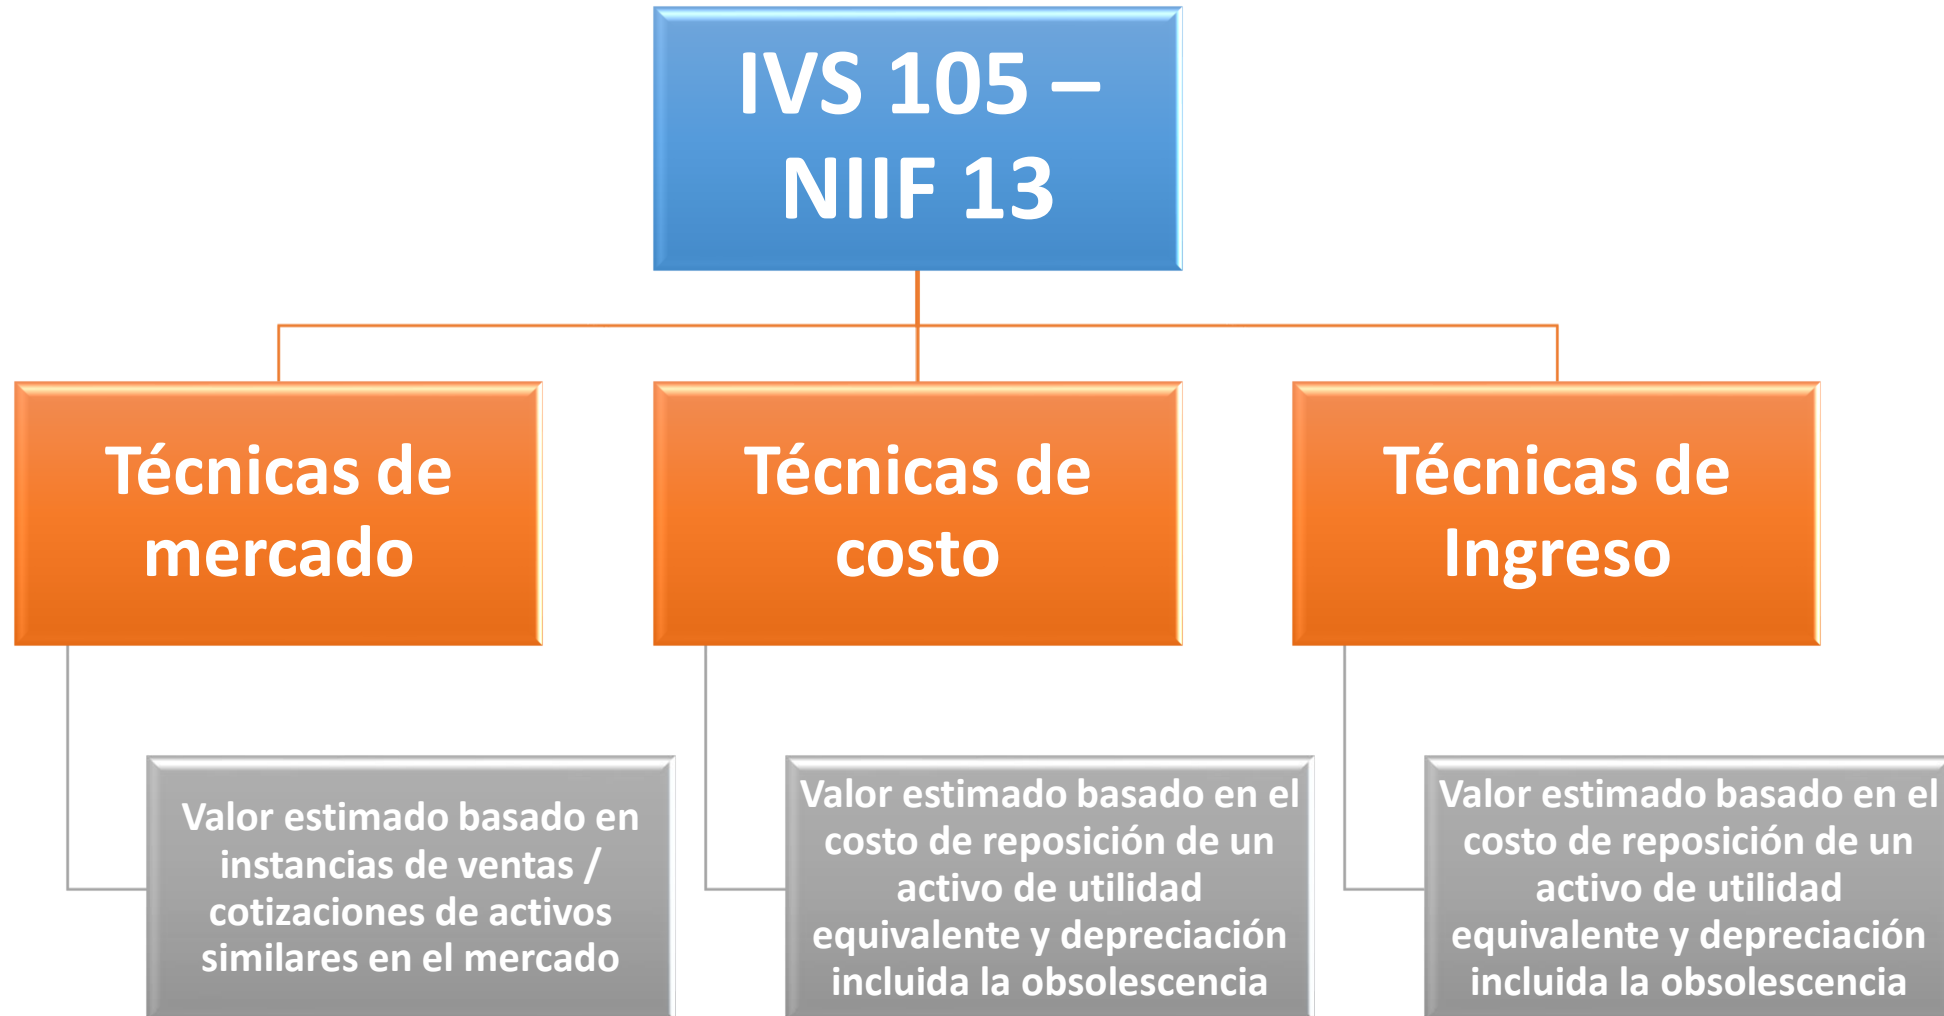 IVS 105 –
NIIF 13
Técnicas de
mercado
Técnicas de
costo
Técnicas de
Ingreso
Valor estimado basado en
instancias de ventas /
cotizaciones de activos
similares en el mercado
Valor estimado basado en el
costo de reposición de un
activo de utilidad
equivalente y depreciación
incluida la obsolescencia
Valor estimado basado en el
costo de reposición de un
activo de utilidad
equivalente y depreciación
incluida la obsolescencia